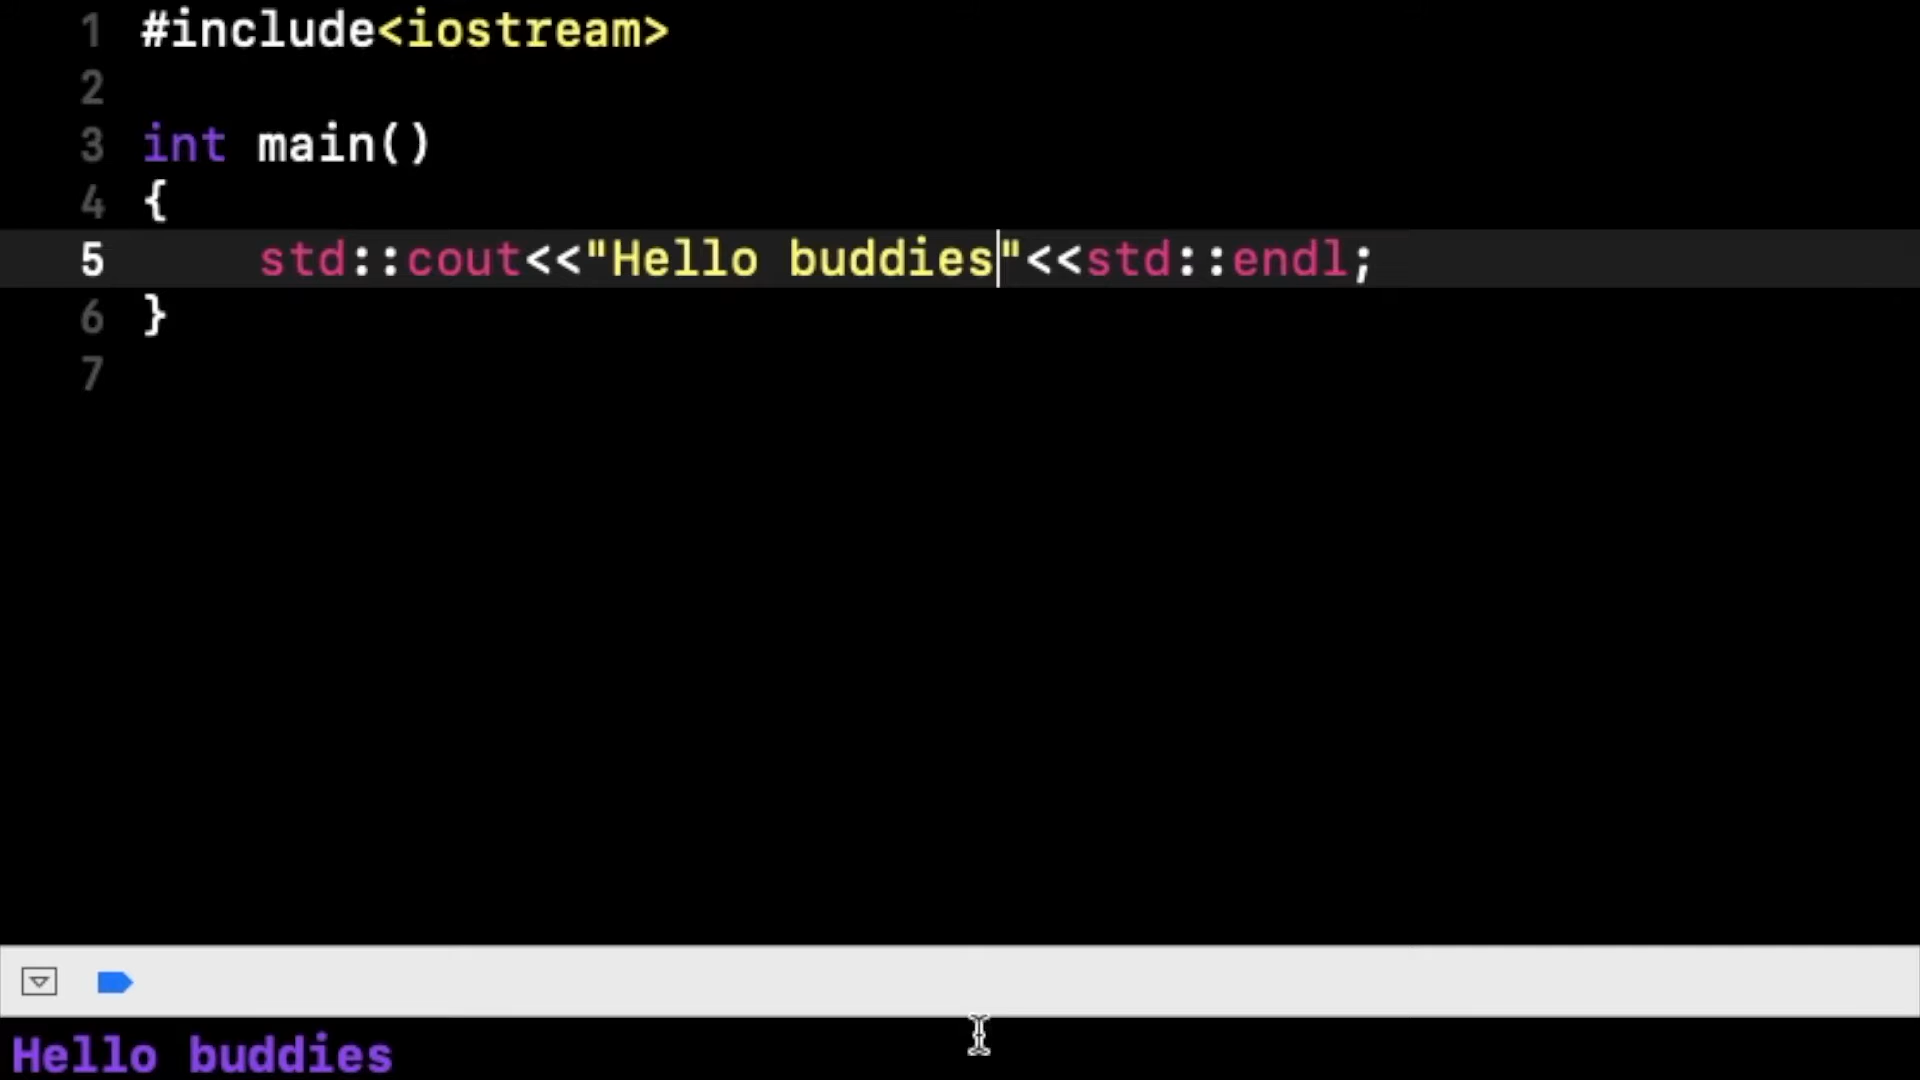 1 #include<iostream>
2
3 int main()
4 {
5     std::cout<<"Hello buddies"<<std::endl;
6 }
7
Hello buddies